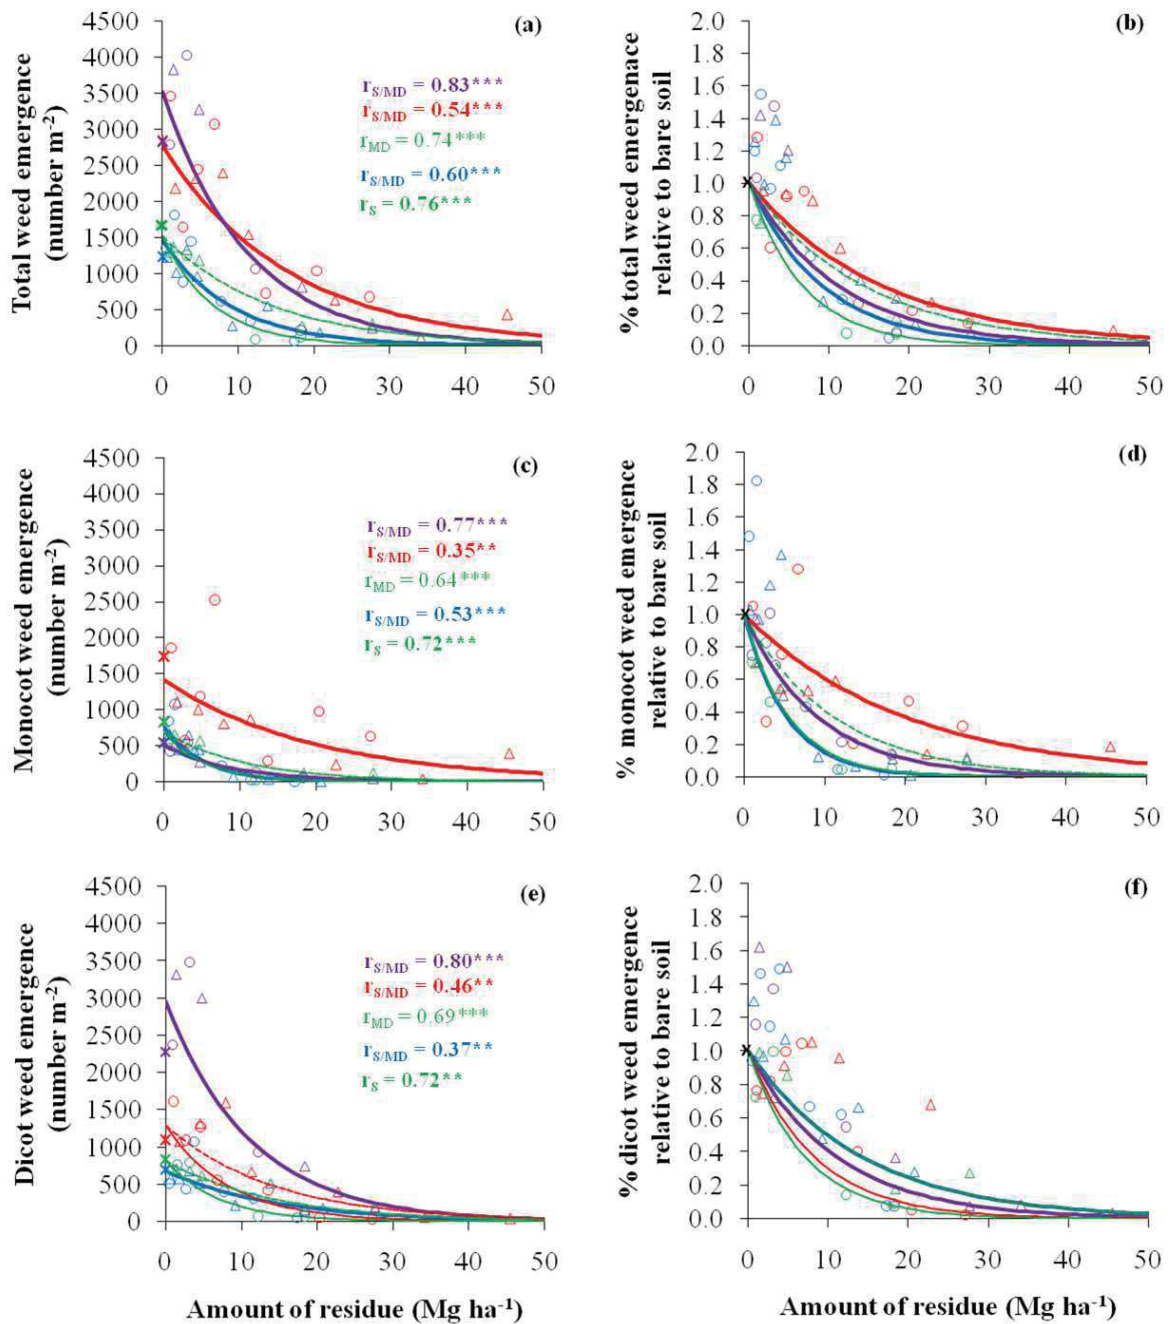 (a)
Total weed emergence
(number m⁻²)
4500
4000
3500
3000
2500
2000
1500
1000
500
0
r_S/MD = 0.83***
r_S/MD = 0.54***
r_MD = 0.74***
r_S/MD = 0.60***
r_S = 0.76***
0 10 20 30 40 50
(b)
% total weed emergenace
relative to bare soil
2.0
1.8
1.6
1.4
1.2
1.0
0.8
0.6
0.4
0.2
0.0
0 10 20 30 40 50
(c)
Monocot weed emergence
(number m⁻²)
4500
4000
3500
3000
2500
2000
1500
1000
500
0
r_S/MD = 0.77***
r_S/MD = 0.35**
r_MD = 0.64***
r_S/MD = 0.53***
r_S = 0.72***
0 10 20 30 40 50
(d)
% monocot weed emergence
relative to bare soil
2.0
1.8
1.6
1.4
1.2
1.0
0.8
0.6
0.4
0.2
0.0
0 10 20 30 40 50
(e)
Dicot weed emergence
(number m⁻²)
4500
4000
3500
3000
2500
2000
1500
1000
500
0
r_S/MD = 0.80***
r_S/MD = 0.46**
r_MD = 0.69***
r_S/MD = 0.37**
r_S = 0.72**
0 10 20 30 40 50
Amount of residue (Mg ha⁻¹)
(f)
% dicot weed emergence
relative to bare soil
2.0
1.8
1.6
1.4
1.2
1.0
0.8
0.6
0.4
0.2
0.0
0 10 20 30 40 50
Amount of residue (Mg ha⁻¹)